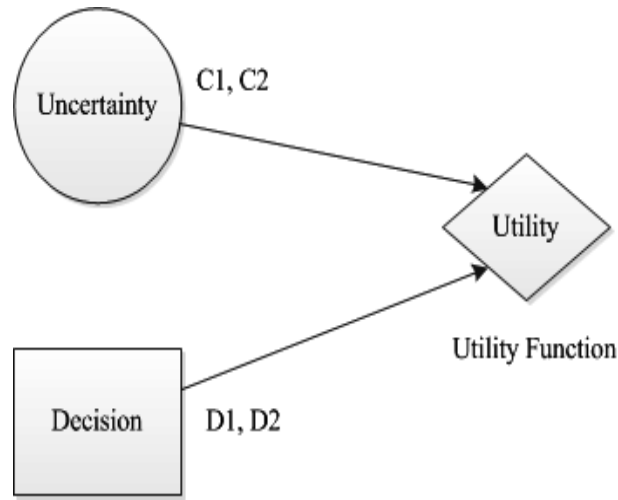 C1, C2
Uncertainty
Utility
Utility Function
Decision
D1, D2